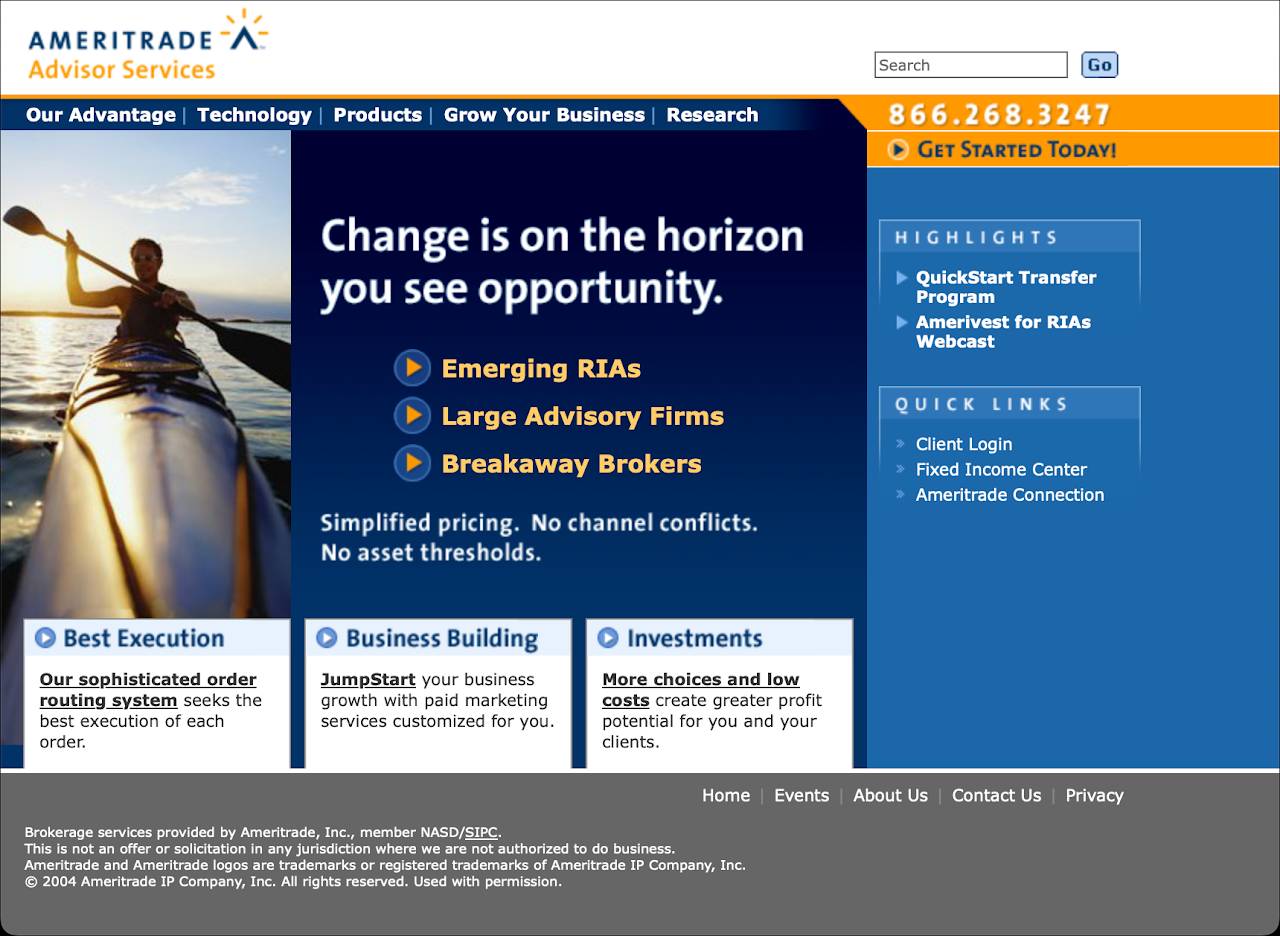 AMERITRADE
Advisor Services
Search
Go
Our Advantage | Technology | Products | Grow Your Business | Research
866.268.3247
GET STARTED TODAY!
Change is on the horizon
you see opportunity.
Emerging RIAs
Large Advisory Firms
Breakaway Brokers
Simplified pricing. No channel conflicts.
No asset thresholds.
HIGHLIGHTS
QuickStart Transfer
Program
Amerivest for RIAs
Webcast
QUICK LINKS
Client Login
Fixed Income Center
Ameritrade Connection
Best Execution
Our sophisticated order
routing system seeks the
best execution of each
order.
Business Building
JumpStart your business
growth with paid marketing
services customized for you.
Investments
More choices and low
costs create greater profit
potential for you and your
clients.
Home | Events | About Us | Contact Us | Privacy
Brokerage services provided by Ameritrade, Inc., member NASD/SIPC.
This is not an offer or solicitation in any jurisdiction where we are not authorized to do business.
Ameritrade and Ameritrade logos are trademarks or registered trademarks of Ameritrade IP Company, Inc.
© 2004 Ameritrade IP Company, Inc. All rights reserved. Used with permission.